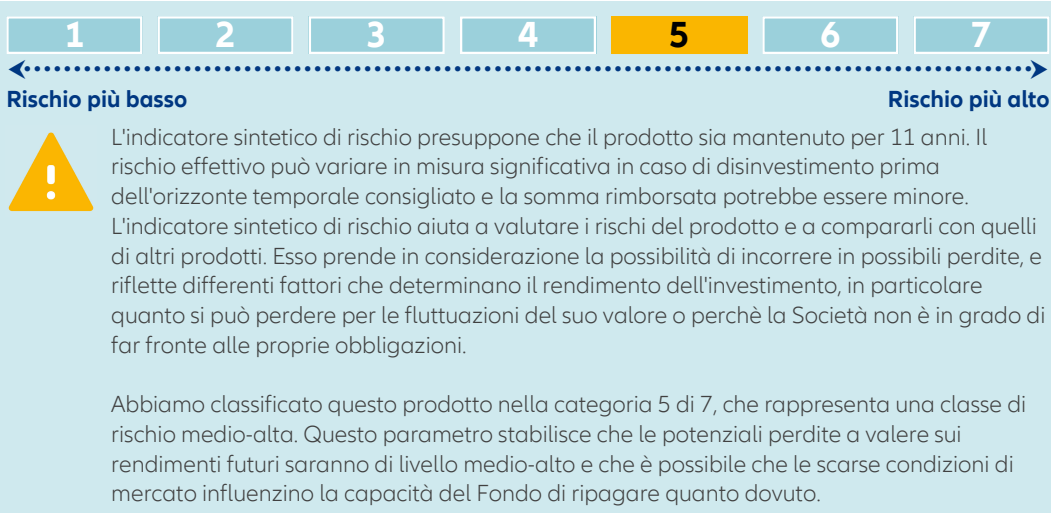 1 2 3 4 5 6 7
Rischio più basso Rischio più alto
L'indicatore sintetico di rischio presuppone che il prodotto sia mantenuto per 11 anni. Il
rischio effettivo può variare in misura significativa in caso di disinvestimento prima
dell'orizzonte temporale consigliato e la somma rimborsata potrebbe essere minore.
L'indicatore sintetico di rischio aiuta a valutare i rischi del prodotto e a compararli con quelli
di altri prodotti. Esso prende in considerazione la possibilità di incorrere in possibili perdite, e
riflette differenti fattori che determinano il rendimento dell'investimento, in particolare
quanto si può perdere per le fluttuazioni del suo valore o perchè la Società non è in grado di
far fronte alle proprie obbligazioni.
Abbiamo classificato questo prodotto nella categoria 5 di 7, che rappresenta una classe di
rischio medio-alta. Questo parametro stabilisce che le potenziali perdite a valere sui
rendimenti futuri saranno di livello medio-alto e che è possibile che le scarse condizioni di
mercato influenzino la capacità del Fondo di ripagare quanto dovuto.